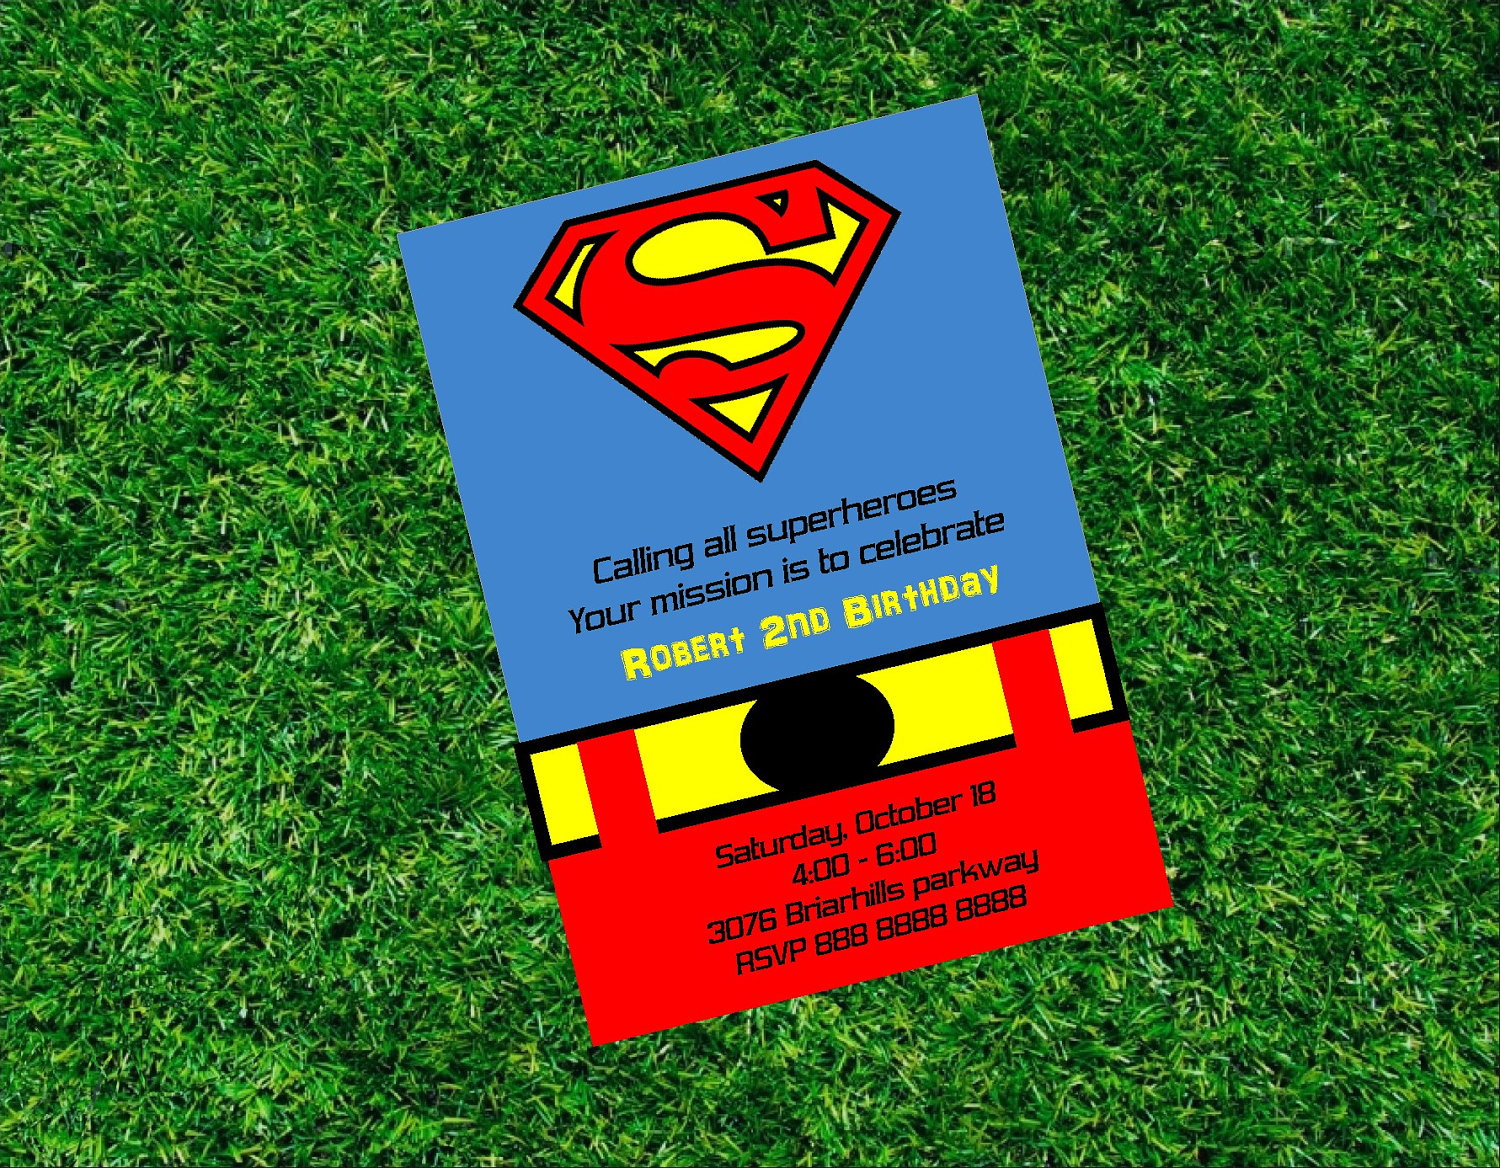 Calling all superheroes
Your mission is to celebrate
Robert 2nd Birthday
Saturday, October 18
4:00 - 6:00
3076 Briarhills parkway
RSVP 888 8888 8888